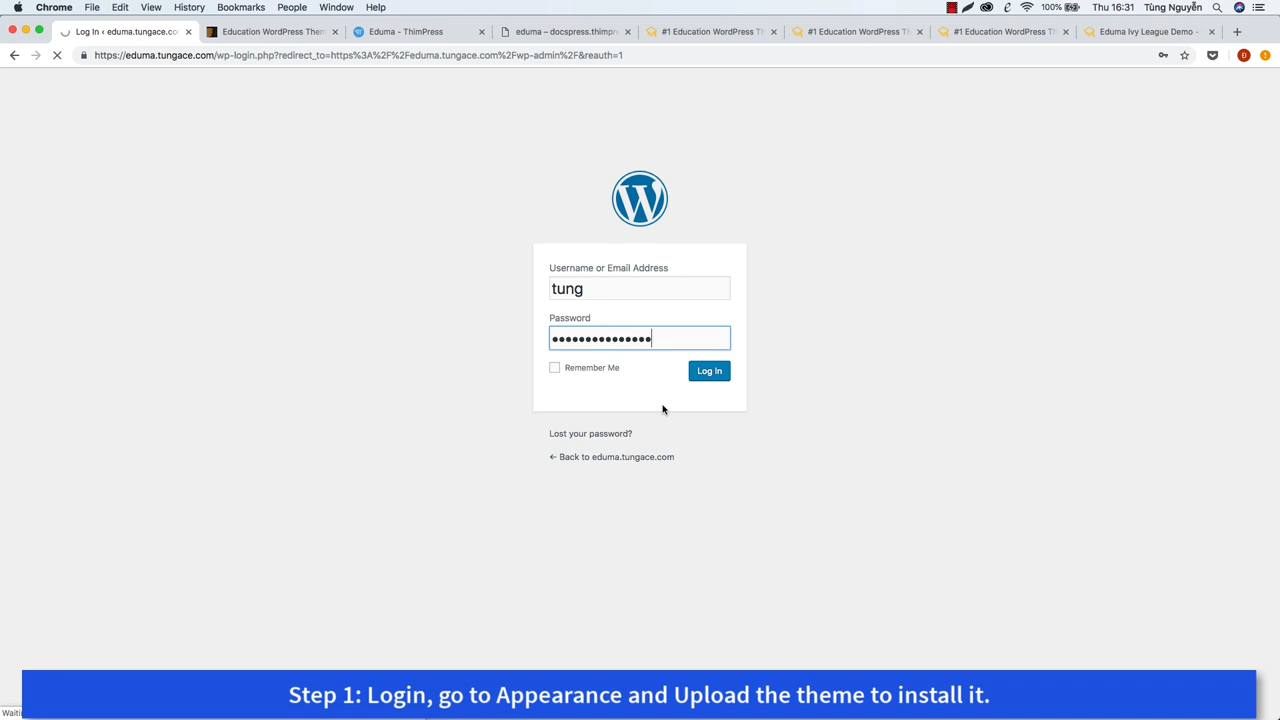 Chrome File Edit View History Bookmarks People Window Help 100% Thu 16:31 Tùng Nguyễn
Log In ‹ eduma.tungace.co Education WordPress Them Eduma - ThimPress eduma – docspress.thimpr #1 Education WordPress Th #1 Education WordPress Th #1 Education WordPress Th Eduma Ivy League Demo -
https://eduma.tungace.com/wp-login.php?redirect_to=https%3A%2F%2Feduma.tungace.com%2Fwp-admin%2F&reauth=1
Username or Email Address
tung
Password
•••••••••••••••
Remember Me Log In
Lost your password?
← Back to eduma.tungace.com
Step 1: Login, go to Appearance and Upload the theme to install it.
Waiti